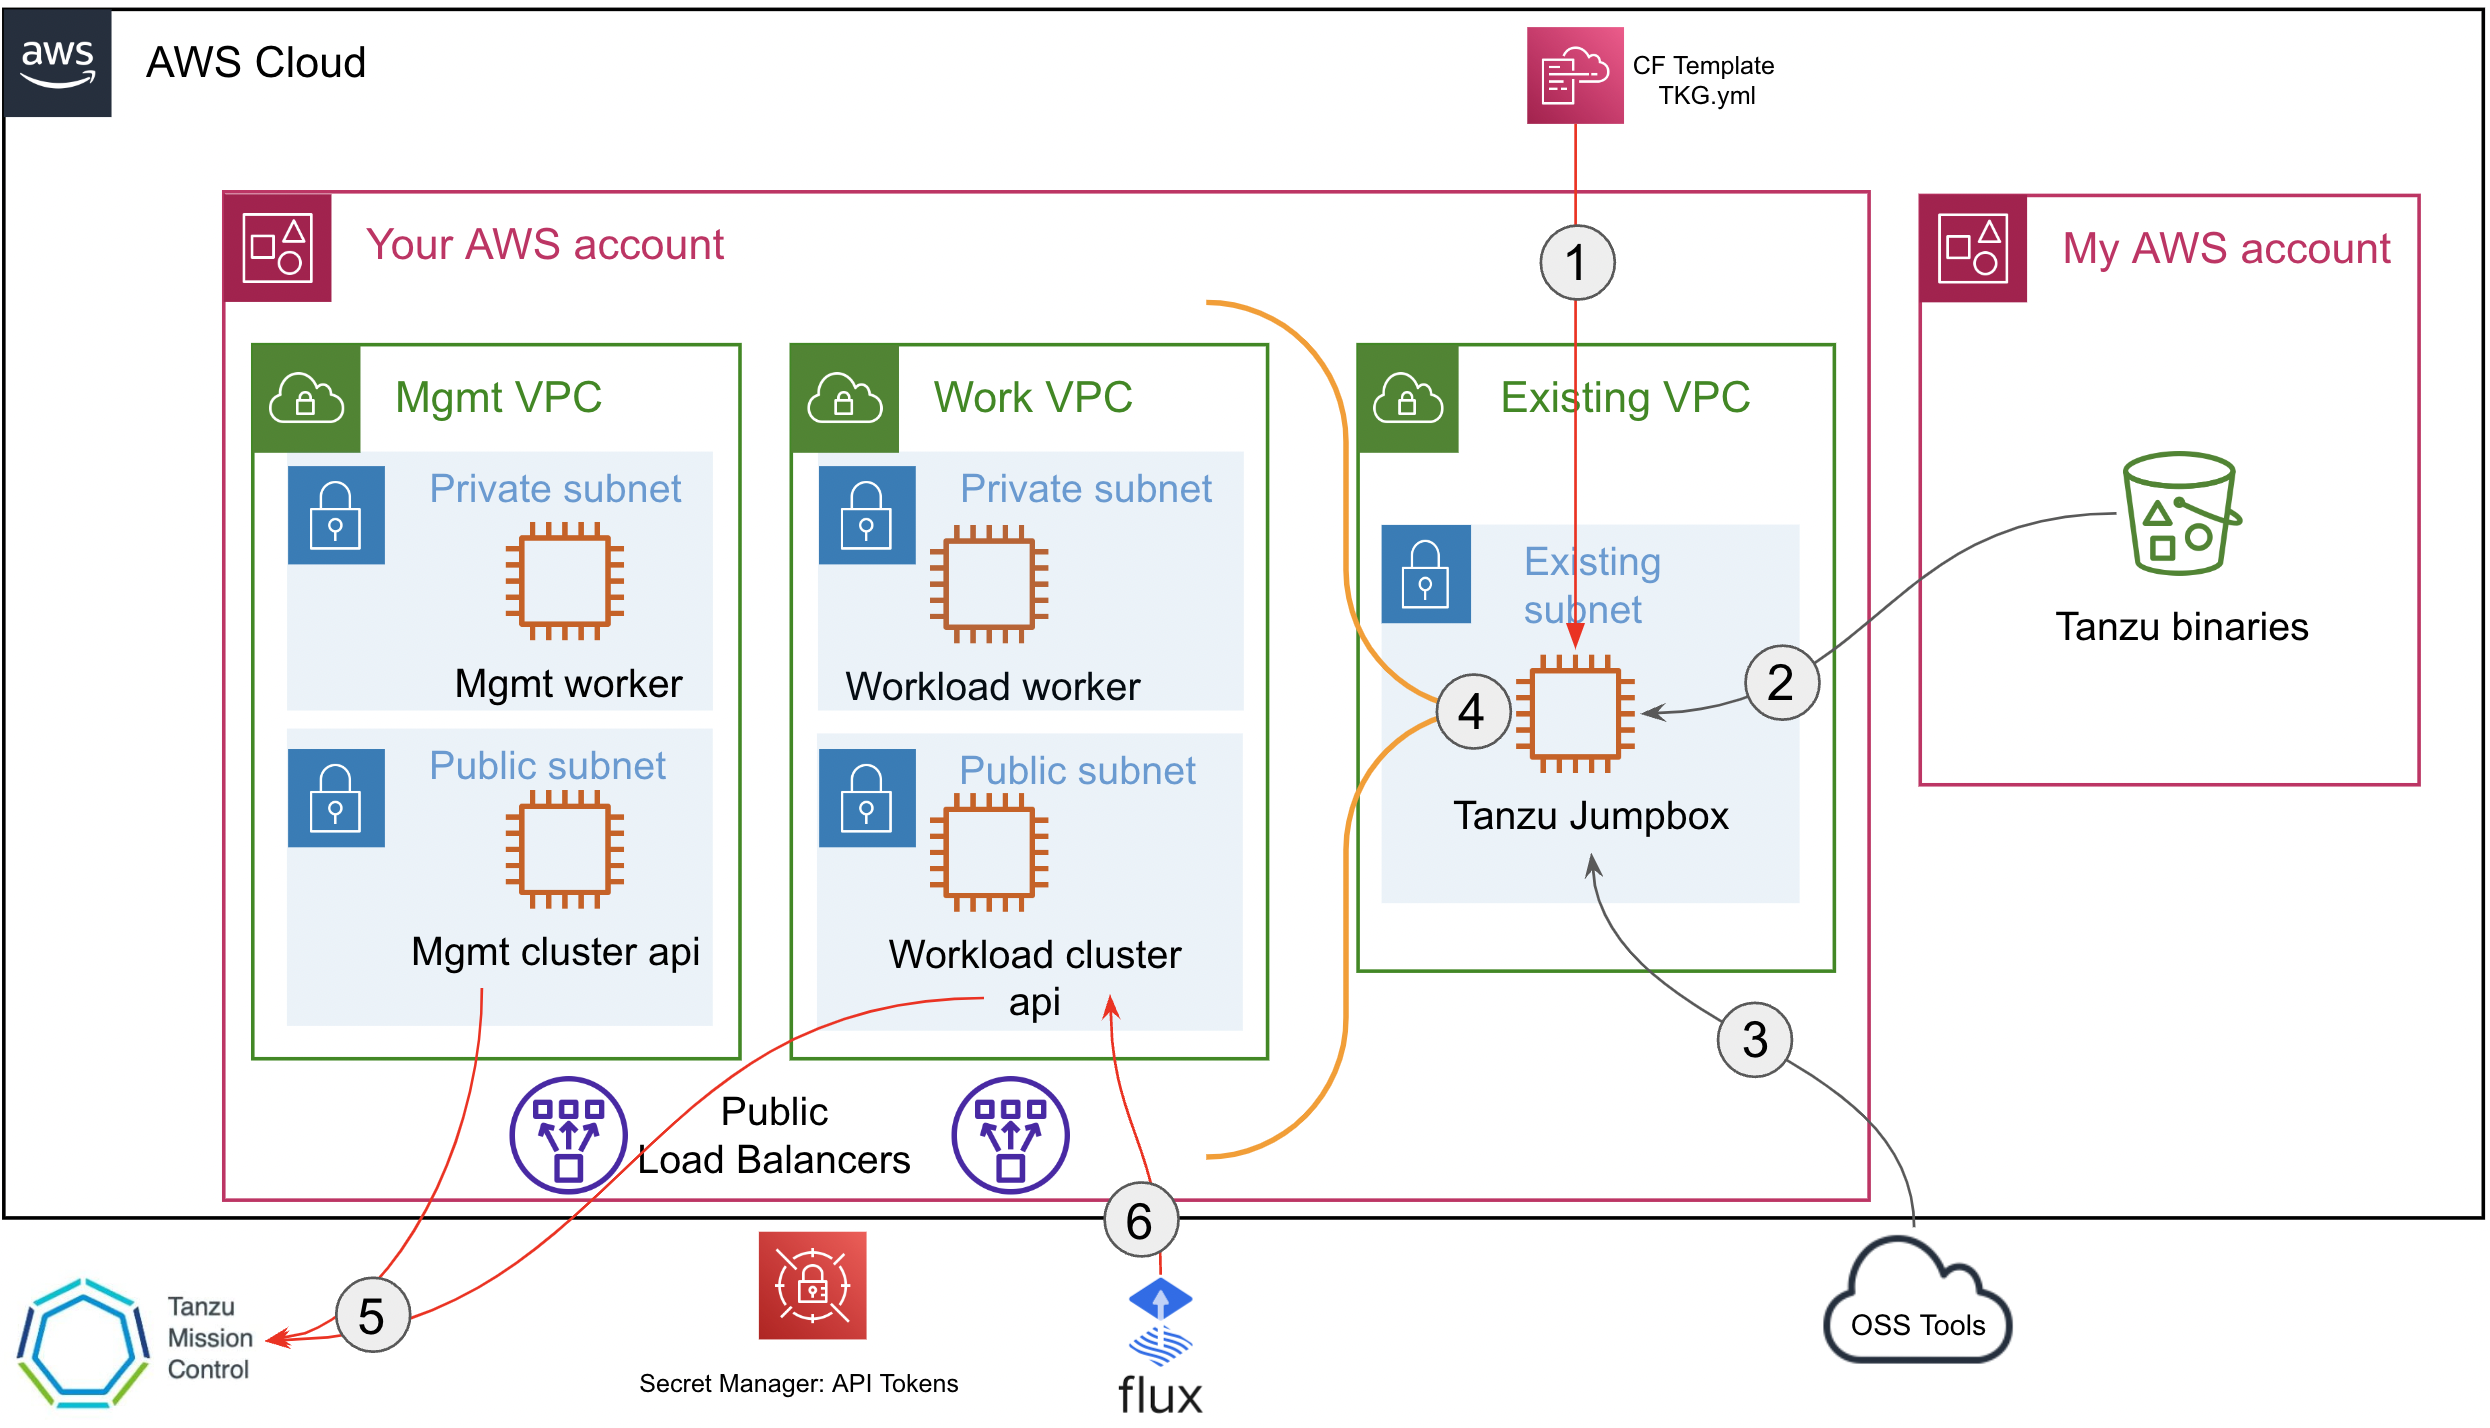 aws
AWS Cloud
CF Template
TKG.yml
Your AWS account
1
My AWS account
Mgmt VPC
Work VPC
Existing VPC
Private subnet
Private subnet
Existing
subnet
Mgmt worker
Workload worker
4
2
Tanzu binaries
Public subnet
Public subnet
Tanzu Jumpbox
Mgmt cluster api
Workload cluster
api
3
Public
Load Balancers
6
5
Tanzu
Mission
Control
Secret Manager: API Tokens
flux
OSS Tools